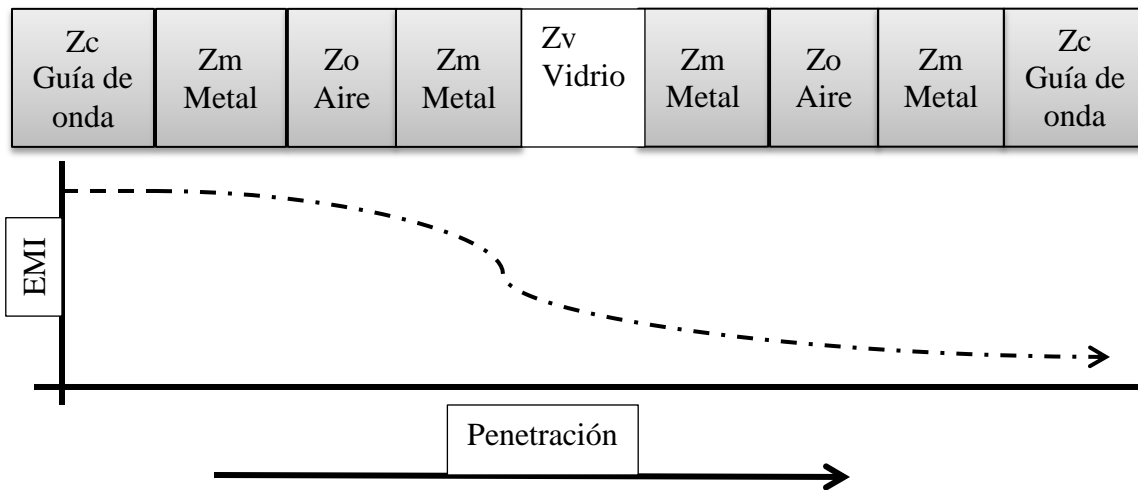 Zc
Guía de
onda
Zm
Metal
Zo
Aire
Zm
Metal
Zv
Vidrio
Zm
Metal
Zo
Aire
Zm
Metal
Zc
Guía de
onda
EMI
Penetración